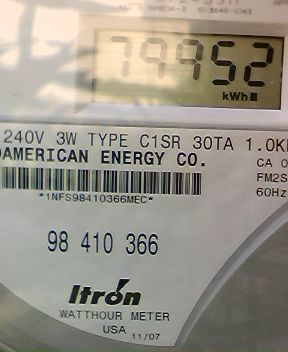 79952
kWh
240V 3W TYPE C1SR 30TA 1.0K
AMERICAN ENERGY CO.
CA 0
FM2S
60Hz
*1NFS98410366MEC*
98 410 366
Itron
WATTHOUR METER
USA 11/07